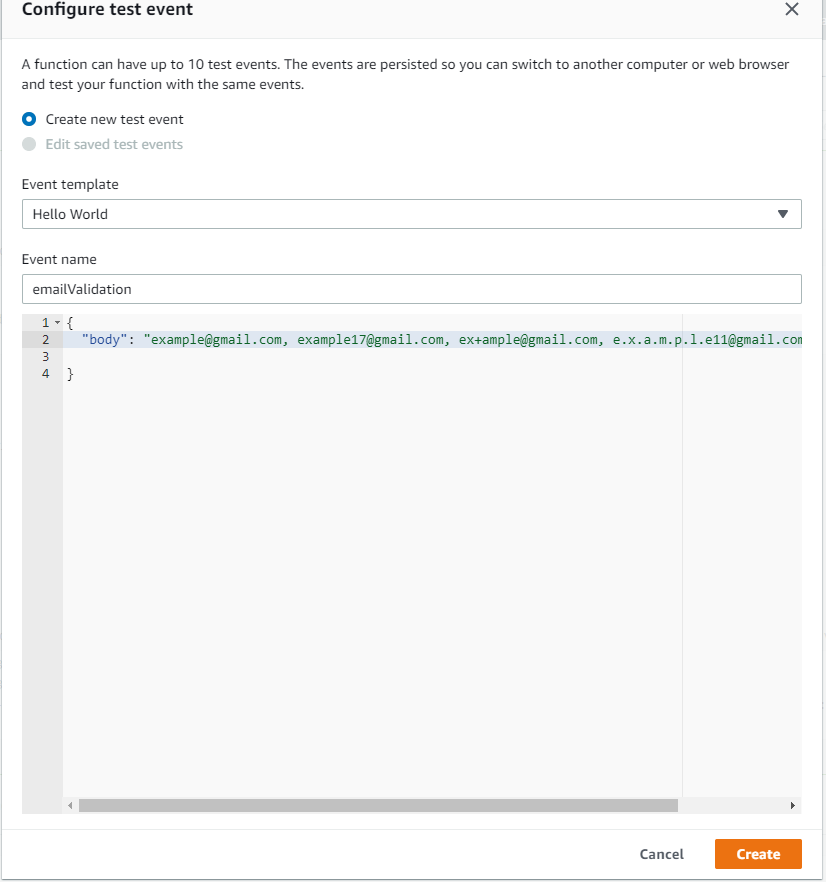 Configure test event
A function can have up to 10 test events. The events are persisted so you can switch to another computer or web browser
and test your function with the same events.
Create new test event
Edit saved test events
Event template
Hello World
Event name
emailValidation
1 {
2 "body": "example@gmail.com, example17@gmail.com, ex+ample@gmail.com, e.x.a.m.p.l.e11@gmail.com
3
4 }
Cancel
Create